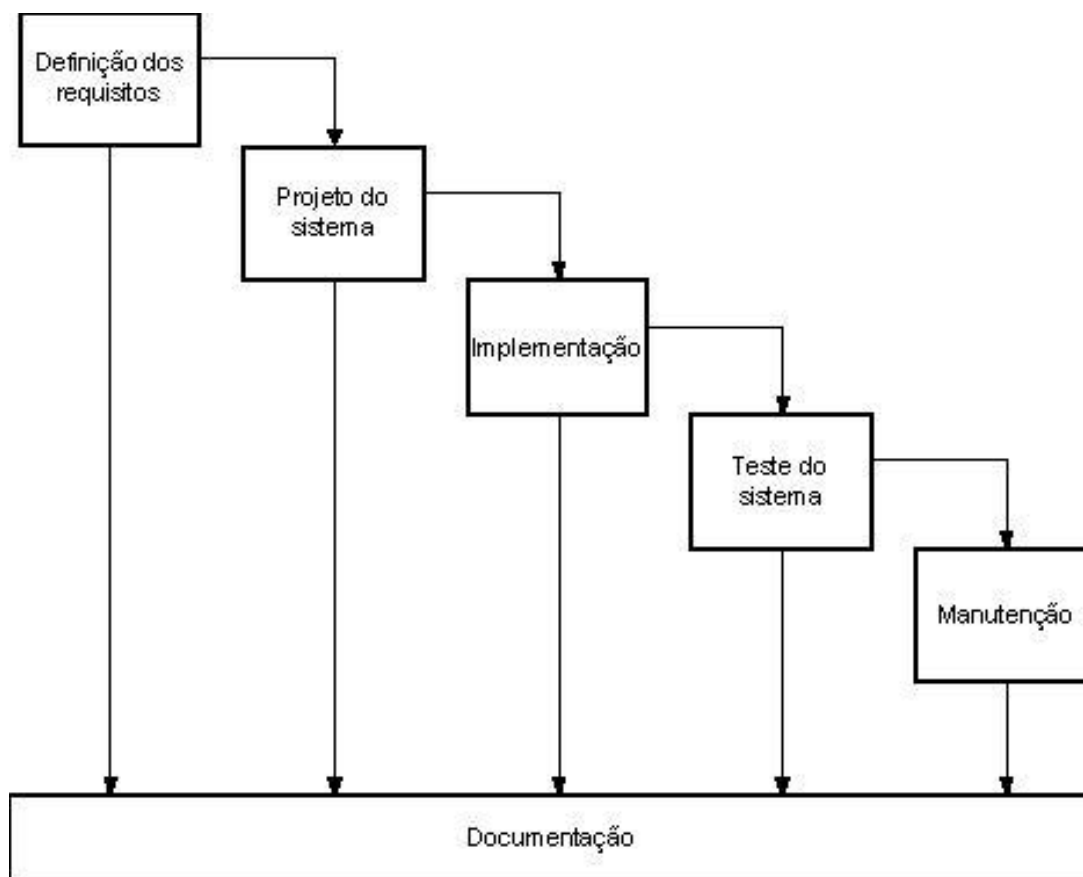 Definição dos
requisitos
Projeto do
sistema
Implementação
Teste do
sistema
Manutenção
Documentação